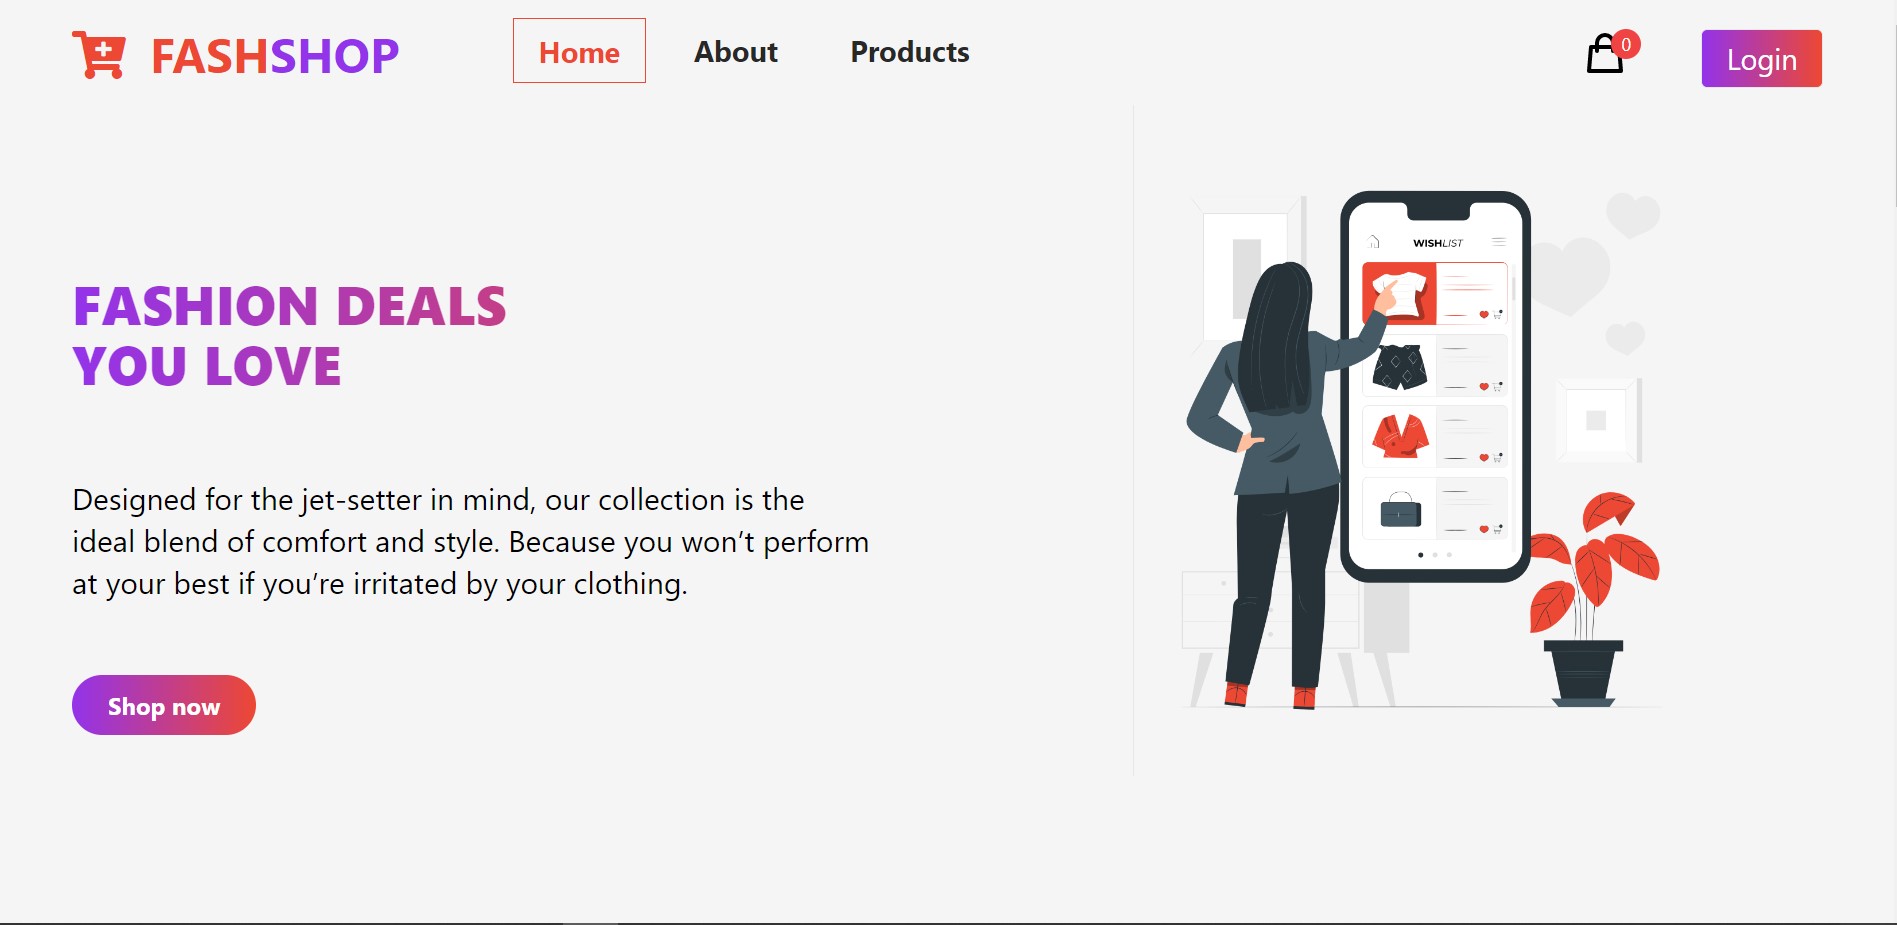 FASHSHOP
Home
About
Products
0
Login
FASHION DEALS
YOU LOVE
Designed for the jet-setter in mind, our collection is the
ideal blend of comfort and style. Because you won’t perform
at your best if you’re irritated by your clothing.
Shop now
WISHLIST